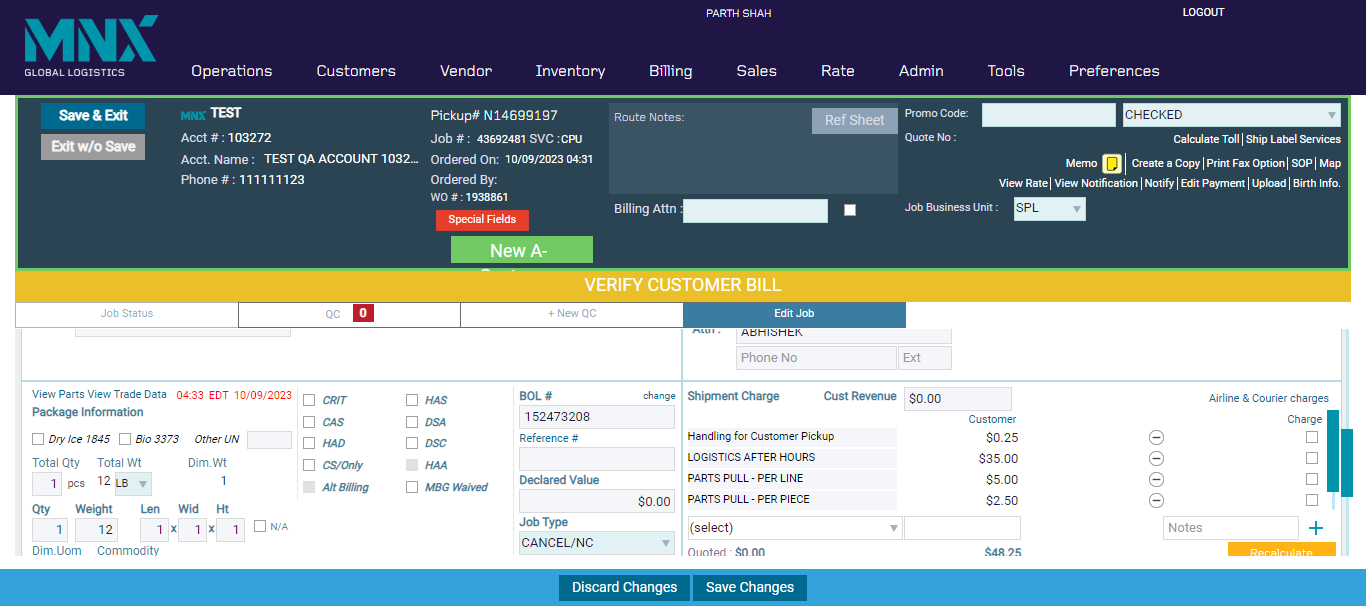 PARTH SHAH
LOGOUT
MNX
GLOBAL LOGISTICS
Operations Customers Vendor Inventory Billing Sales Rate Admin Tools Preferences
Save & Exit
Exit w/o Save
MNX TEST
Acct # : 103272
Acct. Name : TEST QA ACCOUNT 1032...
Phone # : 111111123
Pickup# N14699197
Job # : 43692481 SVC :CPU
Ordered On: 10/09/2023 04:31
Ordered By:
WO # : 1938861
Special Fields
New A-
Route Notes:
Ref Sheet
Billing Attn :
Promo Code:
CHECKED
Quote No :
Calculate Toll | Ship Label Services
Memo | Create a Copy | Print Fax Option | SOP | Map
View Rate | View Notification | Notify | Edit Payment | Upload | Birth Info.
Job Business Unit :
SPL
VERIFY CUSTOMER BILL
Job Status
QC 0
+ New QC
Edit Job
Attn :
ABHISHEK
Phone No
Ext
View Parts View Trade Data 04:33 EDT 10/09/2023
Package Information
Dry Ice 1845 Bio 3373 Other UN
Total Qty Total Wt Dim.Wt
1 pcs 12 LB 1
Qty Weight Len Wid Ht
1 12 1 x 1 x 1 N/A
Dim.Uom Commodity
CRIT HAS
CAS DSA
HAD DSC
CS/Only HAA
Alt Billing MBG Waived
BOL # change
152473208
Reference #
Declared Value
$0.00
Job Type
CANCEL/NC
Shipment Charge Cust Revenue $0.00
Airline & Courier charges
Customer Charge
Handling for Customer Pickup $0.25
LOGISTICS AFTER HOURS $35.00
PARTS PULL - PER LINE $5.00
PARTS PULL - PER PIECE $2.50
(select)
Notes +
Quoted : $0.00 $48.25
Recalculate
Discard Changes Save Changes